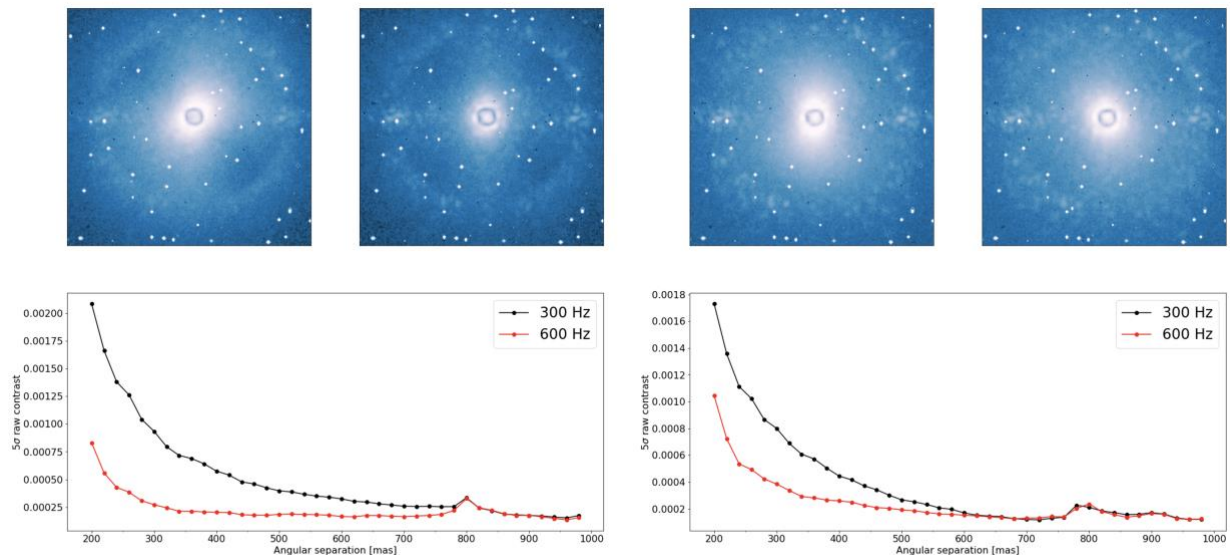 300 Hz
600 Hz
0.00200
0.00175
0.00150
0.00125
0.00100
0.00075
0.00050
0.00025
5σ raw contrast
200 300 400 500 600 700 800 900 1000
Angular separation [mas]
300 Hz
600 Hz
0.0018
0.0016
0.0014
0.0012
0.0010
0.0008
0.0006
0.0004
0.0002
5σ raw contrast
200 300 400 500 600 700 800 900 1000
Angular separation [mas]